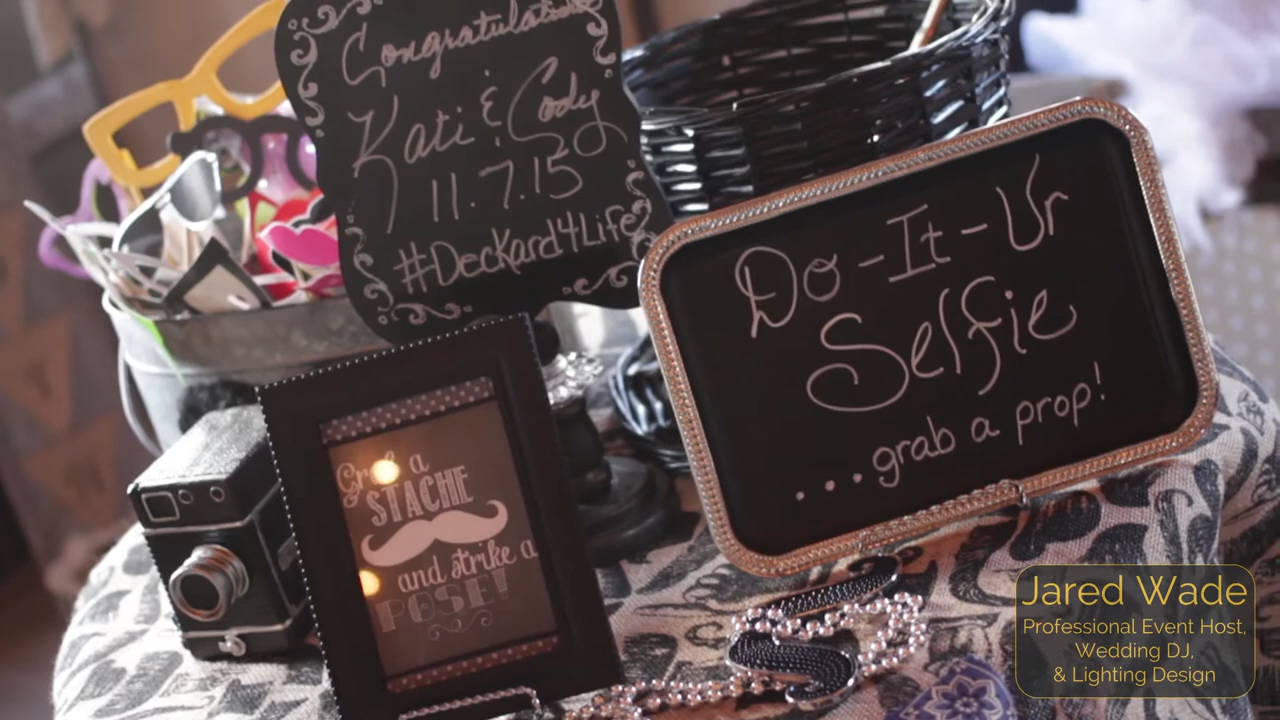 Congratulations
Kati & Cody
11.7.15
#Deckard4Life
Do-It-Ur
Selfie
...grab a prop!
Grab a
STACHE
and strike a
POSE!
Jared Wade
Professional Event Host,
Wedding DJ,
& Lighting Design